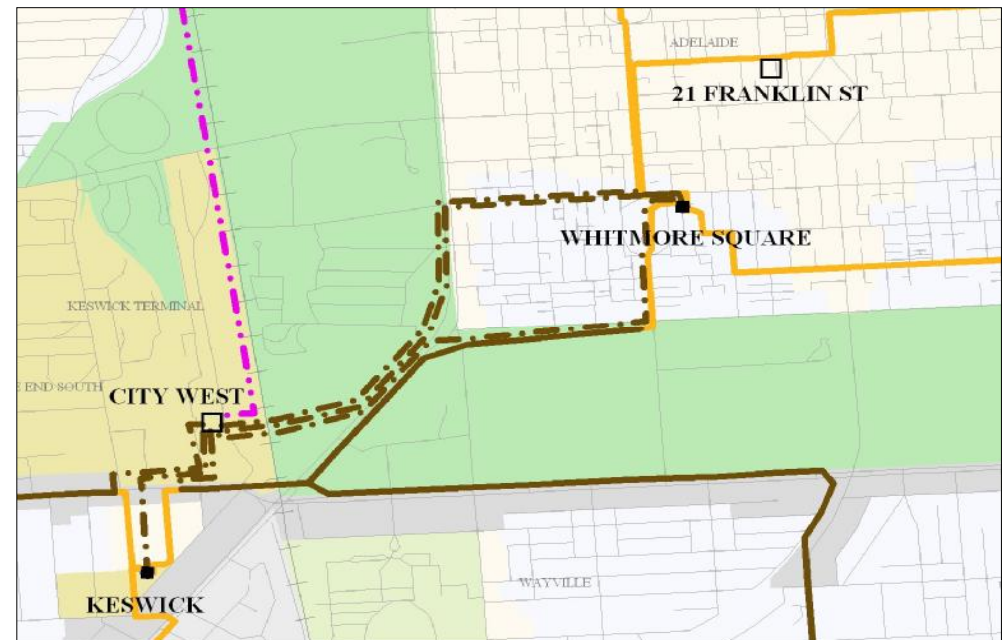 ADELAIDE
21 FRANKLIN ST
WHITMORE SQUARE
KESWICK TERMINAL
E END SOUTH
CITY WEST
WAYVILLE
KESWICK